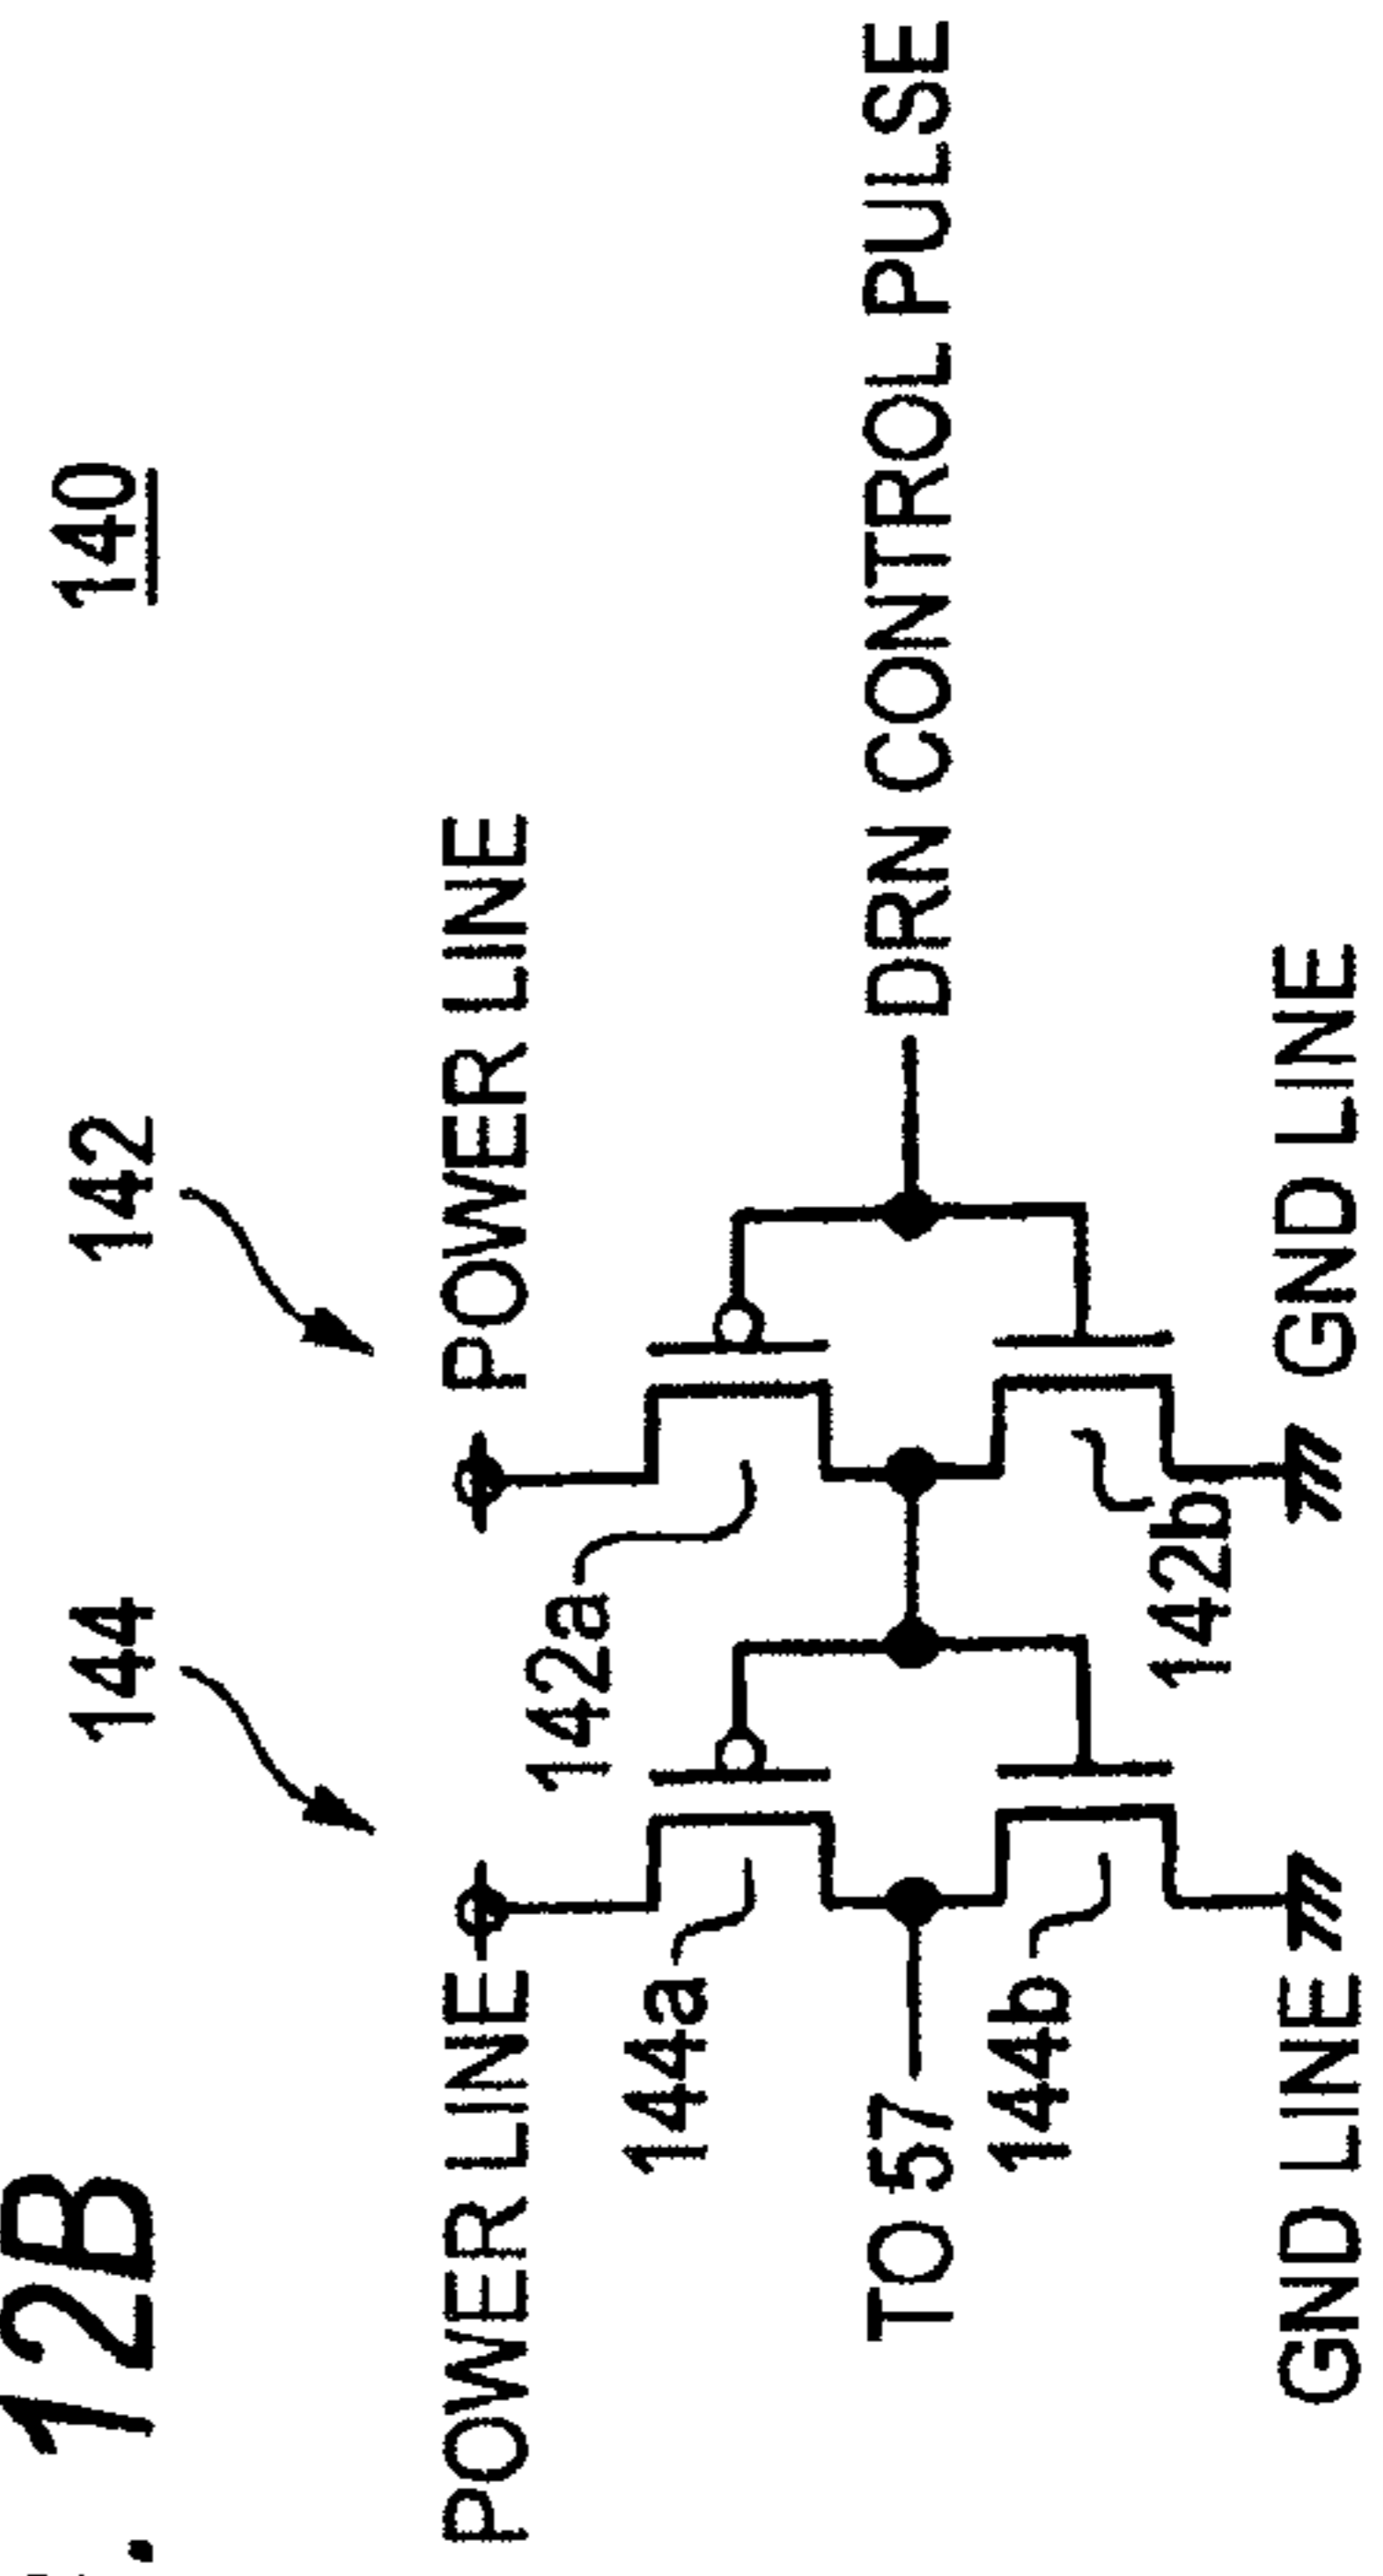 . 12B
140
144
142
POWER LINE
POWER LINE
142a
144a
TO 57
DRN CONTROL PULSE
144b
142b
GND LINE
GND LINE